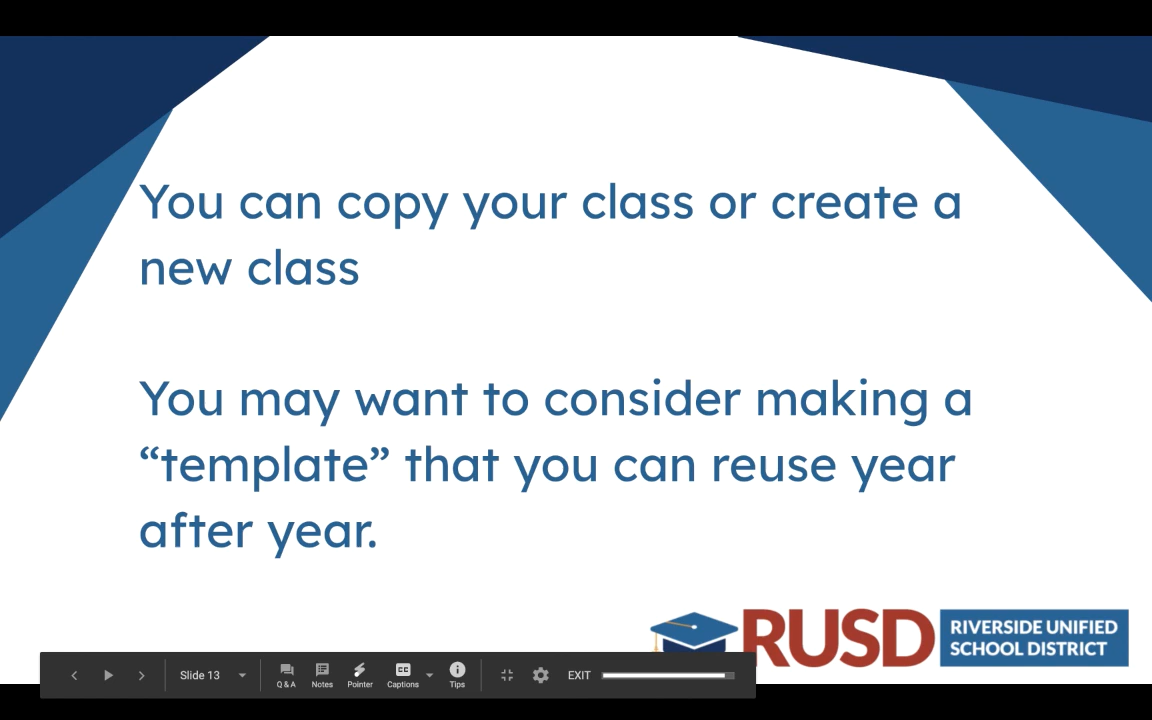 You can copy your class or create a
new class
You may want to consider making a
“template” that you can reuse year
after year.
RUSD
RIVERSIDE UNIFIED
SCHOOL DISTRICT
Slide 13
Q & A
Notes
Pointer
CC
Captions
Tips
EXIT